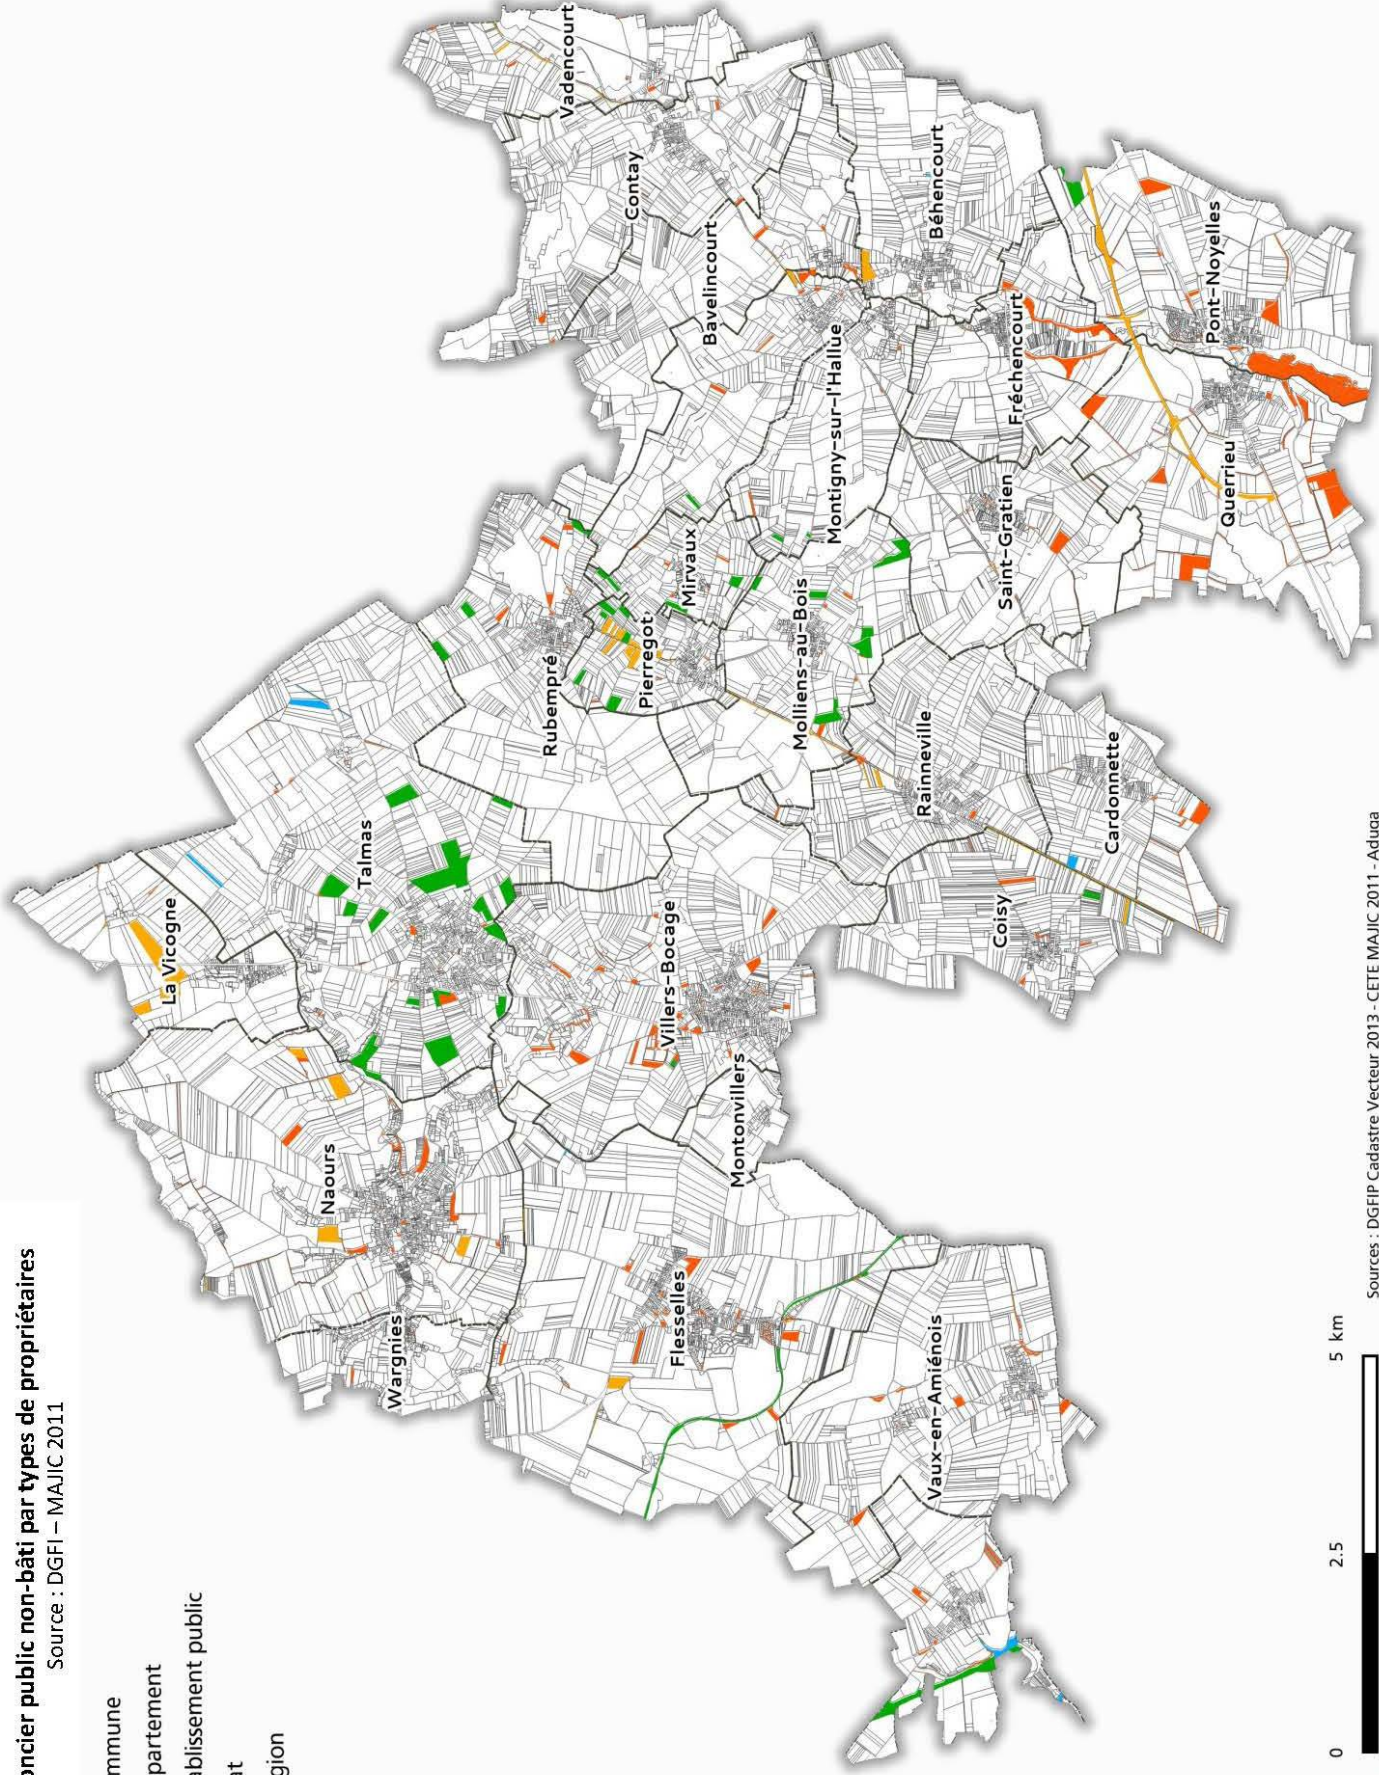 oncier public non-bâti par types de propriétaires
Source : DGFI – MAJIC 2011
mmune
partement
ablissement public
at
gion
Wargnies
Naours
La Vicogne
Talmas
Flesselles
Montonvillers
Villers-Bocage
Rubempré
Pierregot
Mirvaux
Vaux-en-Amiénois
Coisy
Cardonnette
Rainneville
Molliens-au-Bois
Saint-Gratien
Montigny-sur-l'Hallue
Bavelincourt
Contay
Vadencourt
Béhencourt
Fréchencourt
Querrieu
Pont-Noyelles
0 2.5 5 km
Sources : DGFIP Cadastre Vecteur 2013 - CETE MAJIC 2011 - Aduga